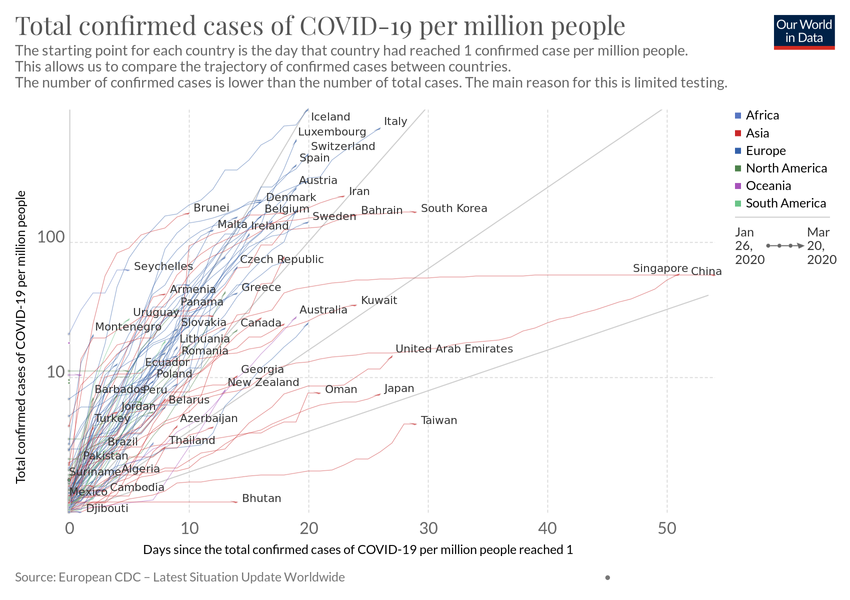 Total confirmed cases of COVID-19 per million people
Our World
in Data
The starting point for each country is the day that country had reached 1 confirmed case per million people.
This allows us to compare the trajectory of confirmed cases between countries.
The number of confirmed cases is lower than the number of total cases. The main reason for this is limited testing.
Iceland
Italy
Luxembourg
Switzerland
Spain
Austria
Iran
Denmark
Brunei
Belgium
Bahrain
South Korea
Sweden
Malta
Ireland
100
Czech Republic
Seychelles
Singapore
China
Armenia
Greece
Panama
Kuwait
Uruguay
Australia
Slovakia
Canada
Montenegro
Lithuania
Romania
United Arab Emirates
Ecuador
Georgia
10
Poland
New Zealand
Barbados
Peru
Oman
Japan
Belarus
Jordan
Turkey
Azerbaijan
Taiwan
Brazil
Thailand
Pakistan
Suriname
Algeria
Mexico
Cambodia
Bhutan
Djibouti
Total confirmed cases of COVID-19 per million people
0
10
20
30
40
50
Days since the total confirmed cases of COVID-19 per million people reached 1
Africa
Asia
Europe
North America
Oceania
South America
Jan
26,
2020
Mar
20,
2020
Source: European CDC – Latest Situation Update Worldwide